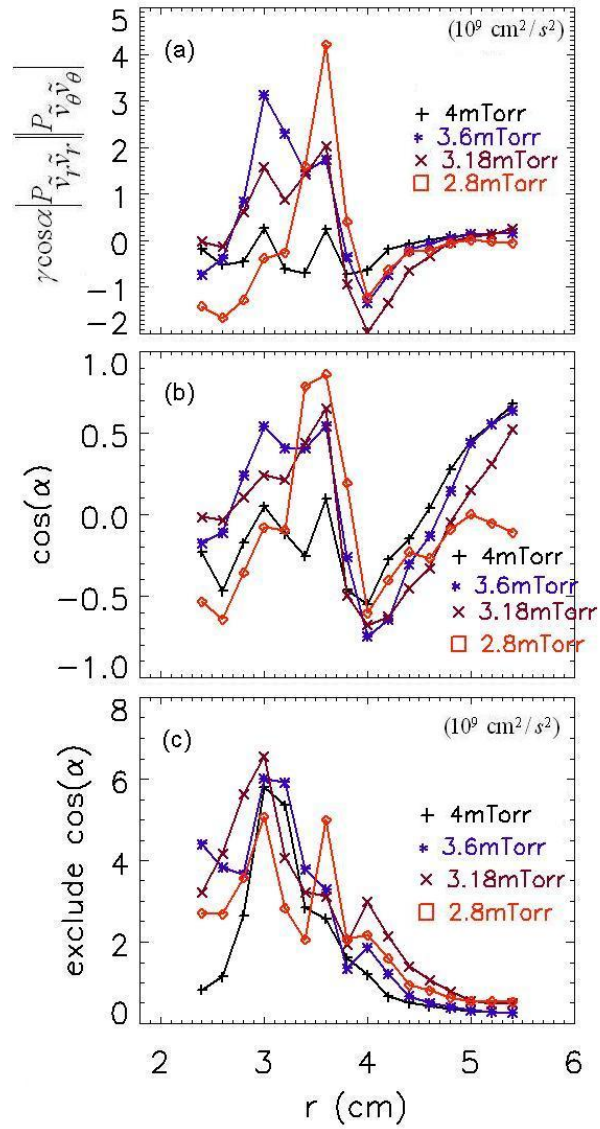 γcosα|P_{ṽ_r ṽ_r}||P_{ṽ_θ ṽ_θ}|
5
4
3
2
1
0
−1
−2
(a)
(10⁹ cm²/s²)
4mTorr
3.6mTorr
3.18mTorr
2.8mTorr
cos(α)
1.0
0.5
0.0
−0.5
−1.0
(b)
4mTorr
3.6mTorr
3.18mTorr
2.8mTorr
exclude cos(α)
8
6
4
2
0
(c)
(10⁹ cm²/s²)
4mTorr
3.6mTorr
3.18mTorr
2.8mTorr
2 3 4 5 6
r (cm)